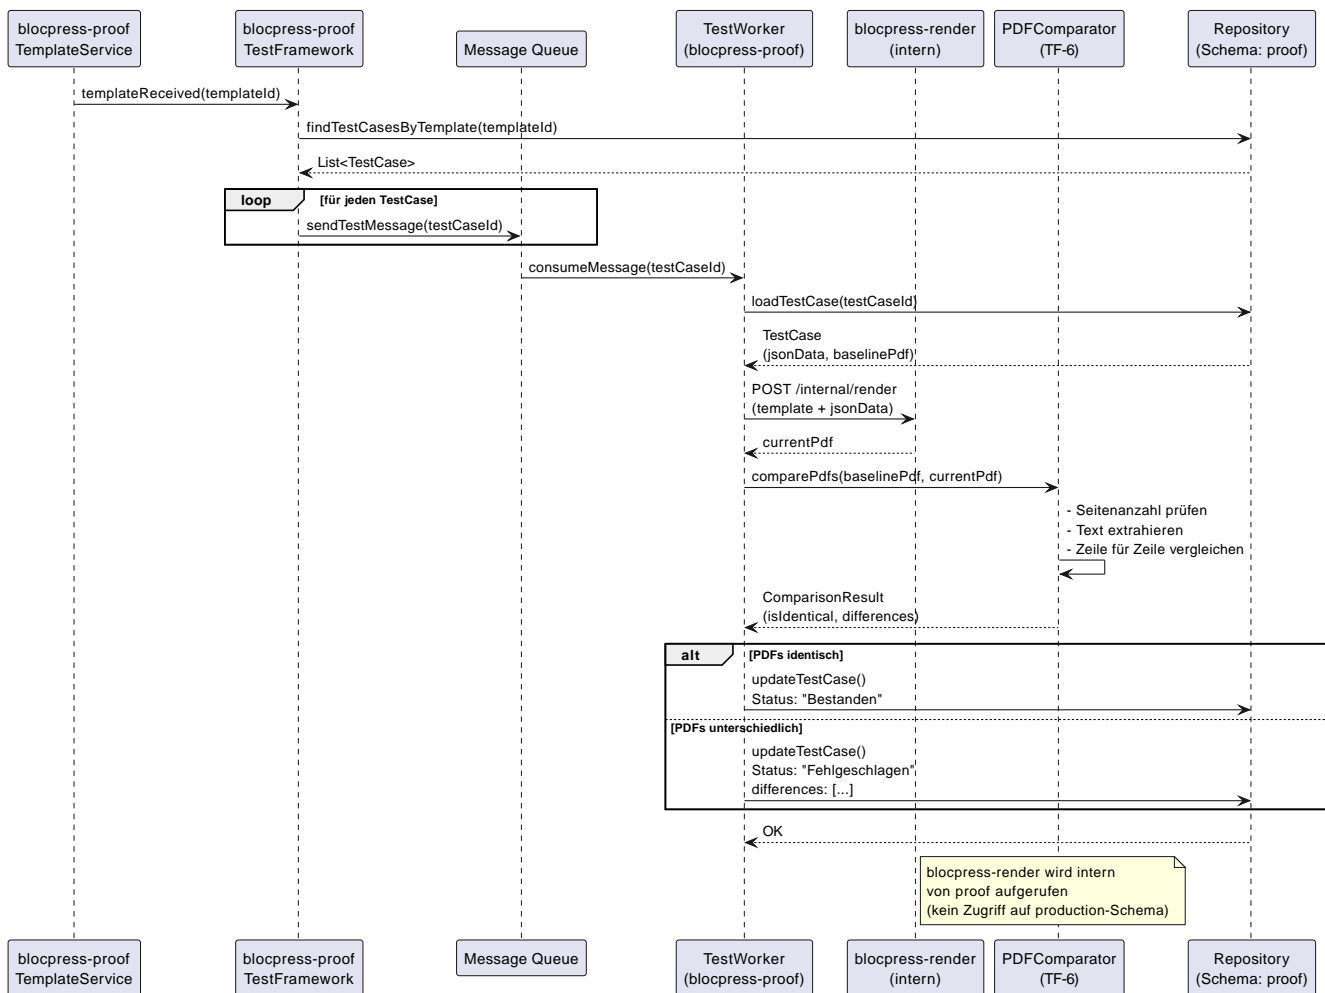 blocpress-proof
TemplateService
blocpress-proof
TestFramework
Message Queue
TestWorker
(blocpress-proof)
blocpress-render
(intern)
PDFComparator
(TF-6)
Repository
(Schema: proof)
templateReceived(templateId)
findTestCasesByTemplate(templateId)
List<TestCase>
loop
[für jeden TestCase]
sendTestMessage(testCaseId)
consumeMessage(testCaseId)
loadTestCase(testCaseId)
TestCase
(jsonData, baselinePdf)
POST /internal/render
(template + jsonData)
currentPdf
comparePdfs(baselinePdf, currentPdf)
- Seitenanzahl prüfen
- Text extrahieren
- Zeile für Zeile vergleichen
ComparisonResult
(isIdentical, differences)
alt
[PDFs identisch]
updateTestCase()
Status: "Bestanden"
[PDFs unterschiedlich]
updateTestCase()
Status: "Fehlgeschlagen"
differences: [...]
OK
blocpress-render wird intern
von proof aufgerufen
(kein Zugriff auf production-Schema)
blocpress-proof
TemplateService
blocpress-proof
TestFramework
Message Queue
TestWorker
(blocpress-proof)
blocpress-render
(intern)
PDFComparator
(TF-6)
Repository
(Schema: proof)